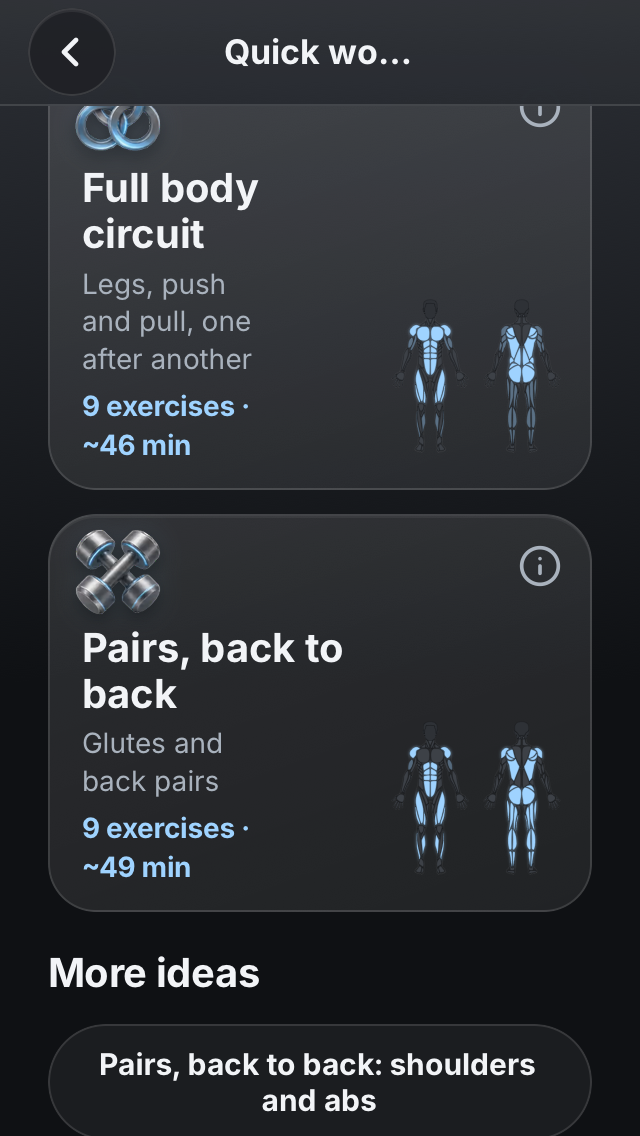 Quick wo...
Full body
circuit
Legs, push
and pull, one
after another
9 exercises ·
~46 min
Pairs, back to
back
Glutes and
back pairs
9 exercises ·
~49 min
More ideas
Pairs, back to back: shoulders
and abs